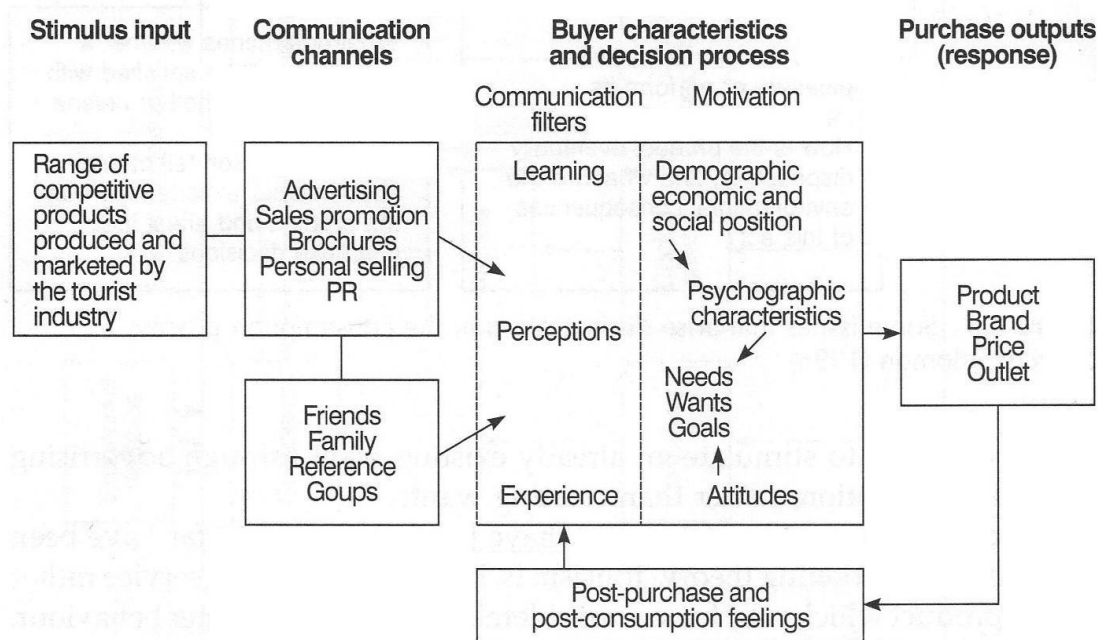 Stimulus input
Communication
channels
Buyer characteristics
and decision process
Purchase outputs
(response)
Communication
filters
Motivation
Range of
competitive
products
produced and
marketed by
the tourist
industry
Advertising
Sales promotion
Brochures
Personal selling
PR
Friends
Family
Reference
Goups
Learning
Perceptions
Experience
Demographic
economic and
social position
Psychographic
characteristics
Needs
Wants
Goals
Attitudes
Product
Brand
Price
Outlet
Post-purchase and
post-consumption feelings